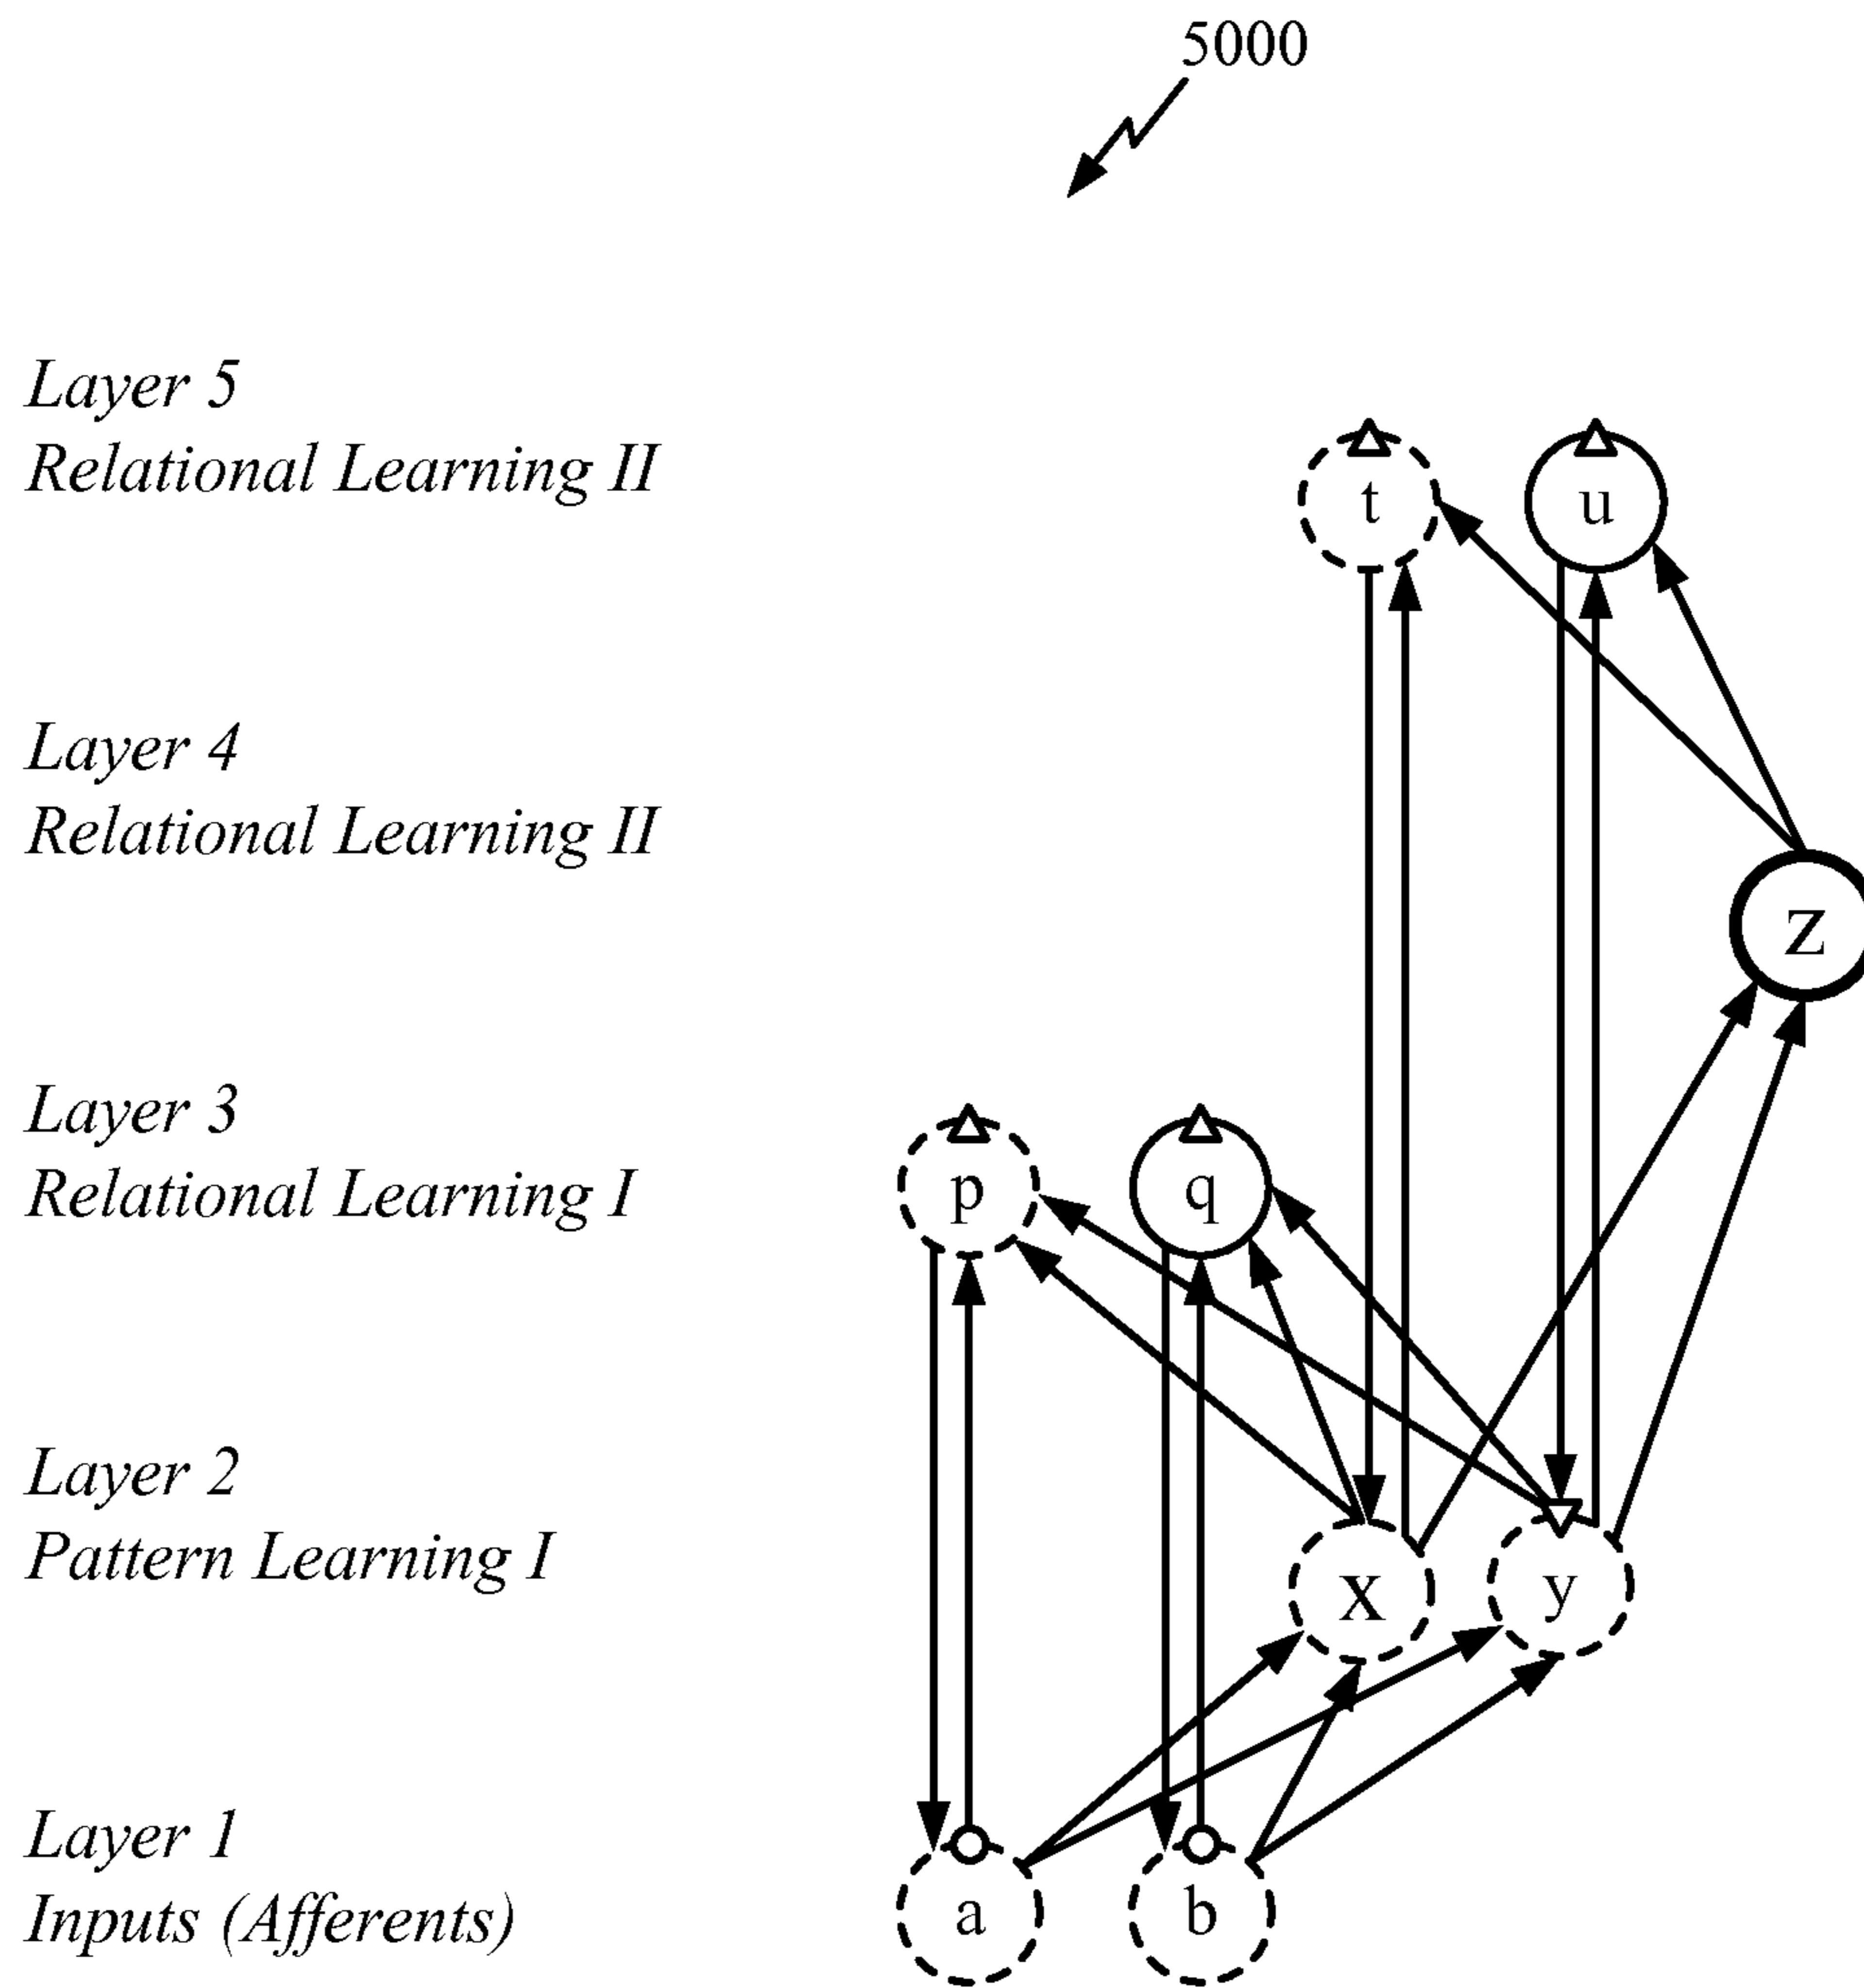 5000
Layer 5
Relational Learning II
t
u
Layer 4
Relational Learning II
z
Layer 3
Relational Learning I
p
q
Layer 2
Pattern Learning I
x
y
Layer 1
Inputs (Afferents)
a
b